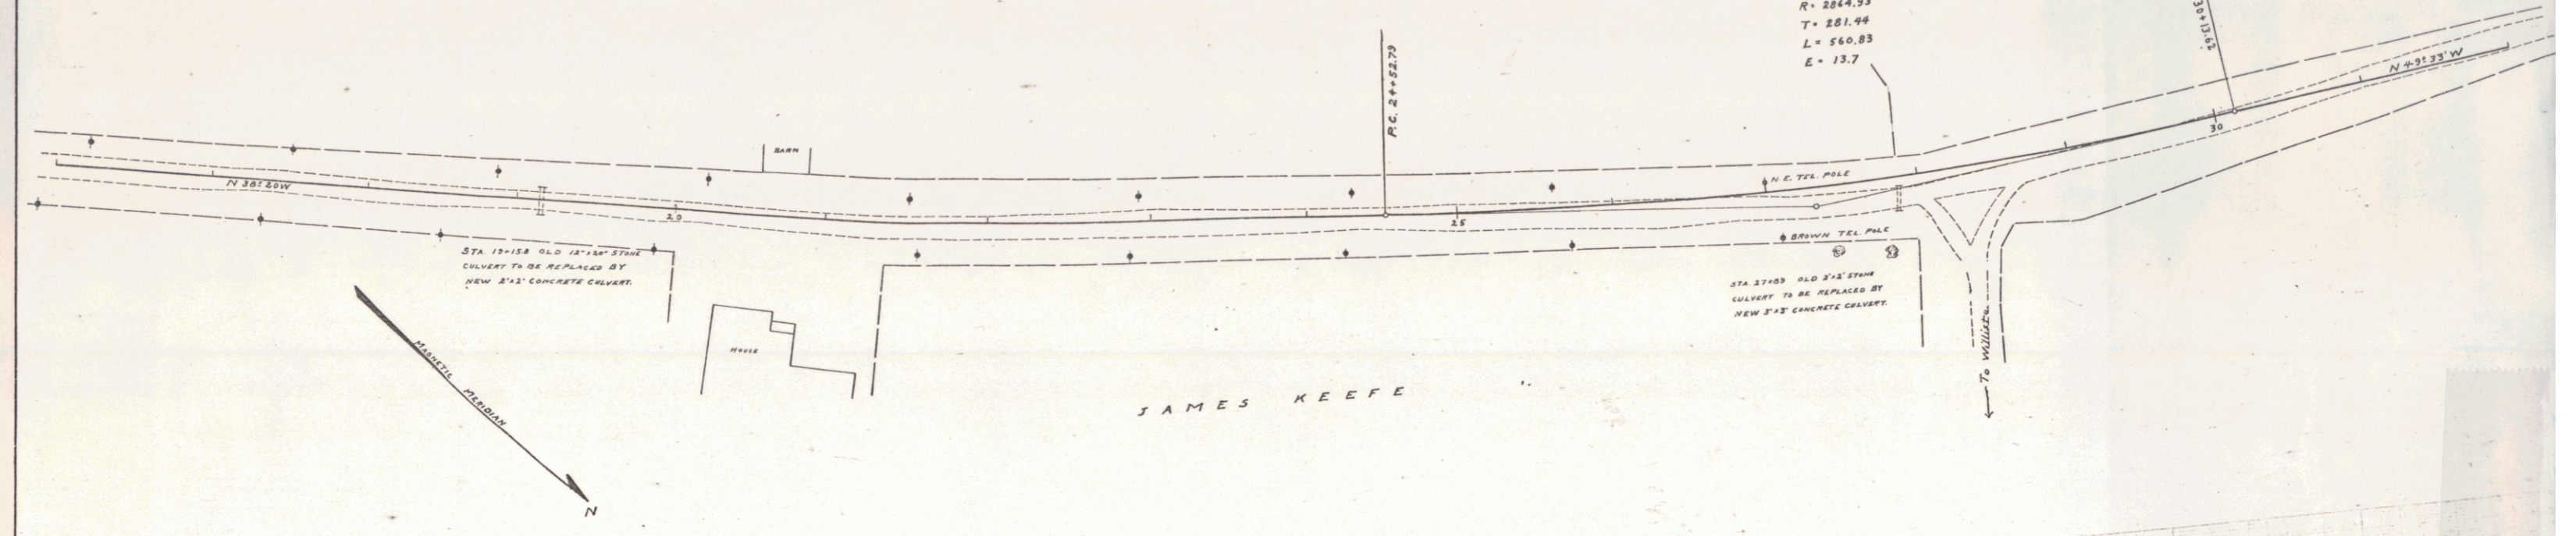 R= 2864.93
T= 281.44
L= 560.83
E= 13.7
P.C. 24+52.79
30+13.62
N 49° 33' W
30
BARN
N 38° 20 W
N.E. TEL. POLE
20
25
BROWN TEL. POLE
STA. 19+15.8 OLD 12"x20" STONE
CULVERT TO BE REPLACED BY
NEW 2'x2' CONCRETE CULVERT.
STA. 27+83 OLD 2'x2' STONE
CULVERT TO BE REPLACED BY
NEW 3'x3' CONCRETE CULVERT.
HOUSE
MAGNETIC MERIDIAN
N
JAMES KEEFE
To Williston